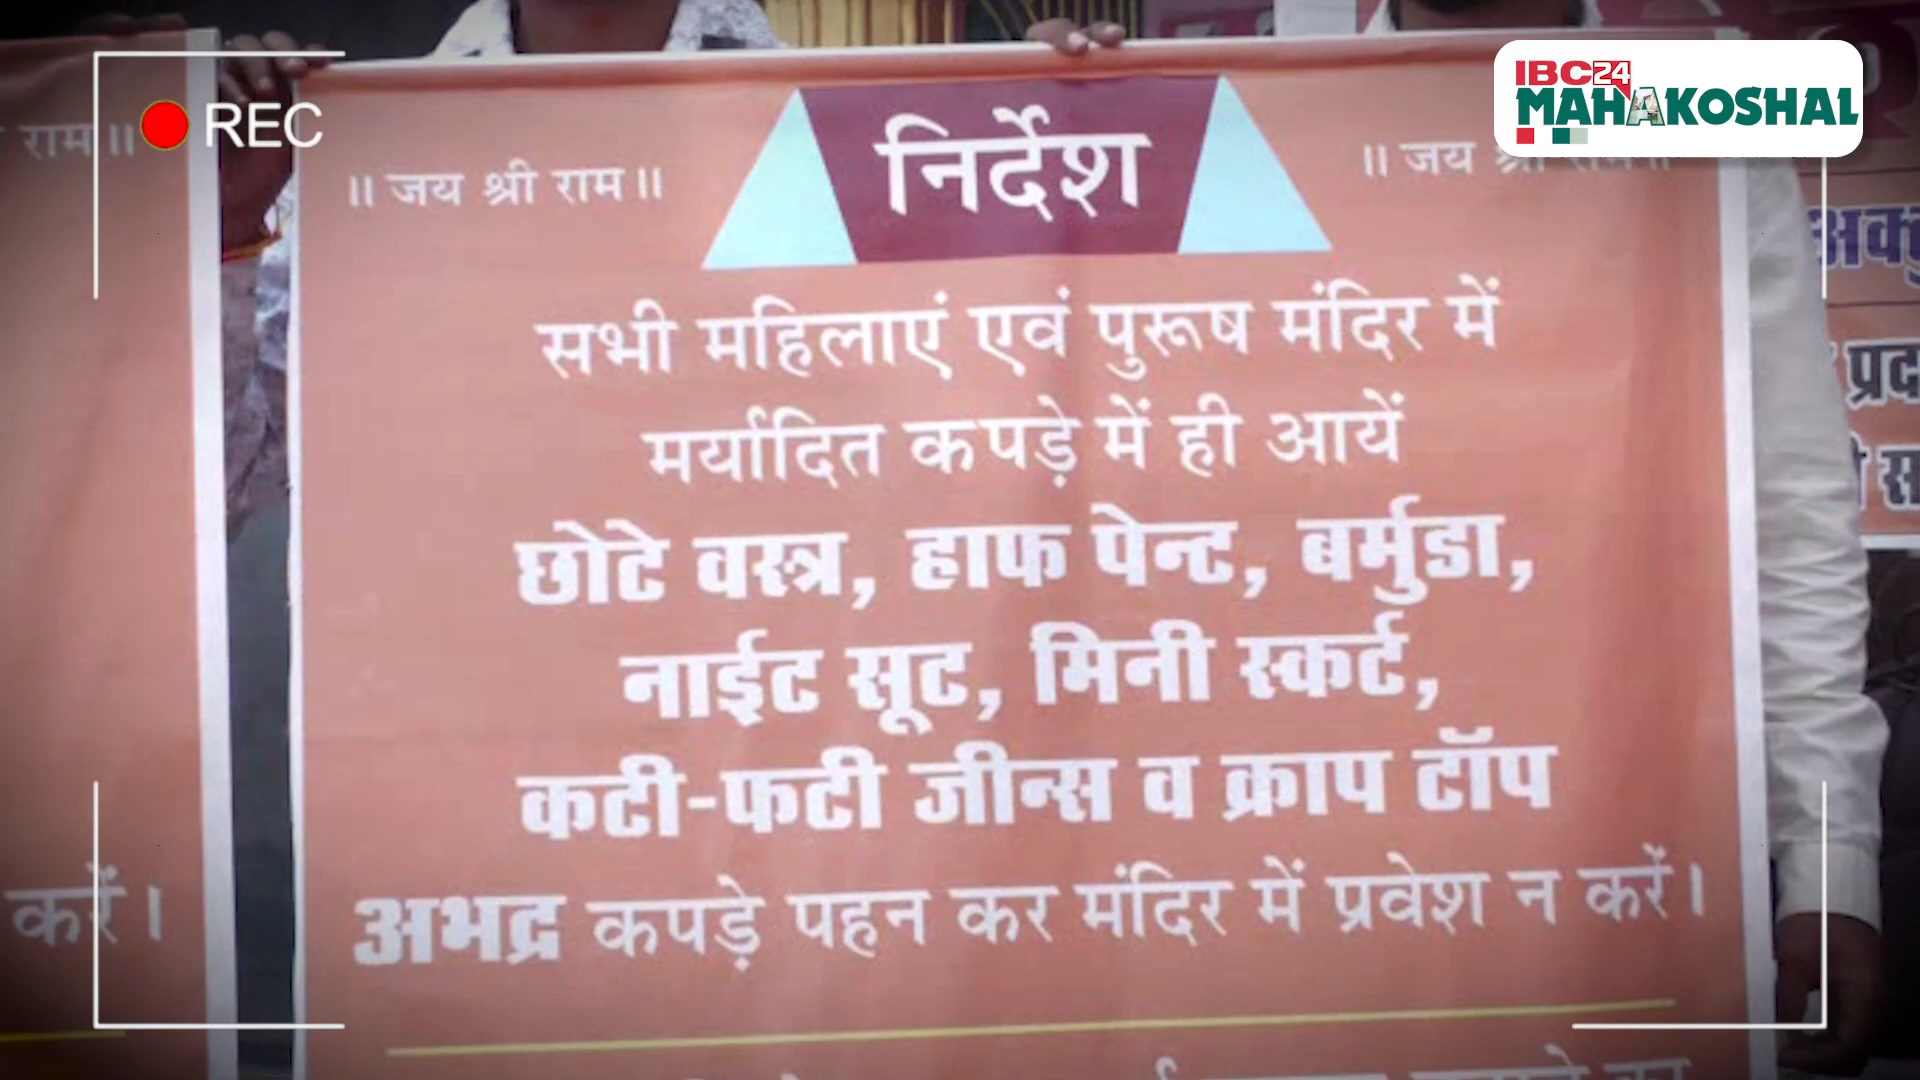 IBC24
MAHAKOSHAL
REC
राम ॥
॥ जय श्री राम ॥
निर्देश
॥ जय श्री राम ॥
सभी महिलाएं एवं पुरूष मंदिर में
मर्यादित कपड़े में ही आयें
छोटे वस्त्र, हाफ पेन्ट, बर्मुडा,
नाईट सूट, मिनी स्कर्ट,
कटी-फटी जीन्स व क्राप टॉप
अभद्र कपड़े पहन कर मंदिर में प्रवेश न करें।
करें।